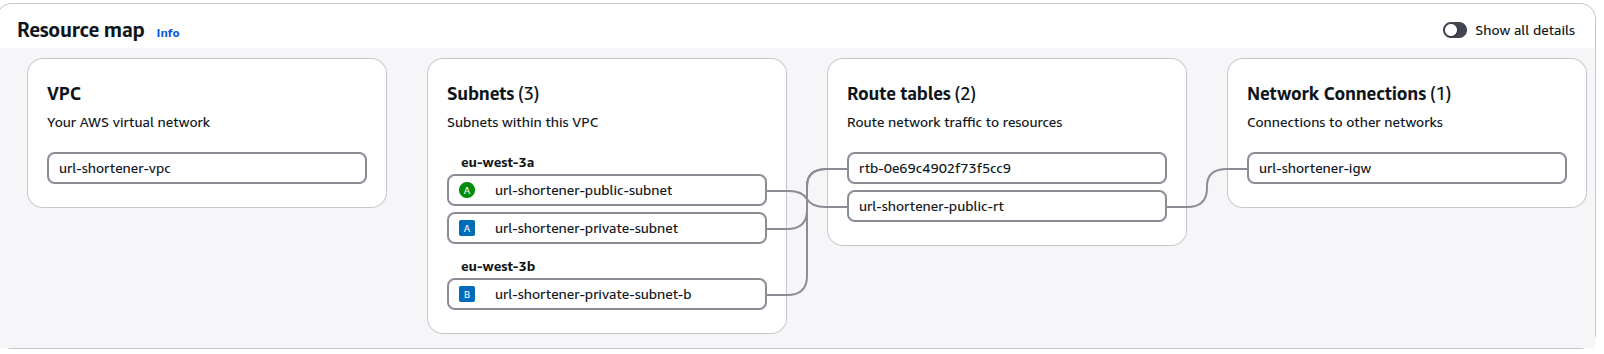 Resource map Info
Show all details
VPC
Your AWS virtual network
url-shortener-vpc
Subnets (3)
Subnets within this VPC
eu-west-3a
A url-shortener-public-subnet
A url-shortener-private-subnet
eu-west-3b
B url-shortener-private-subnet-b
Route tables (2)
Route network traffic to resources
rtb-0e69c4902f73f5cc9
url-shortener-public-rt
Network Connections (1)
Connections to other networks
url-shortener-igw